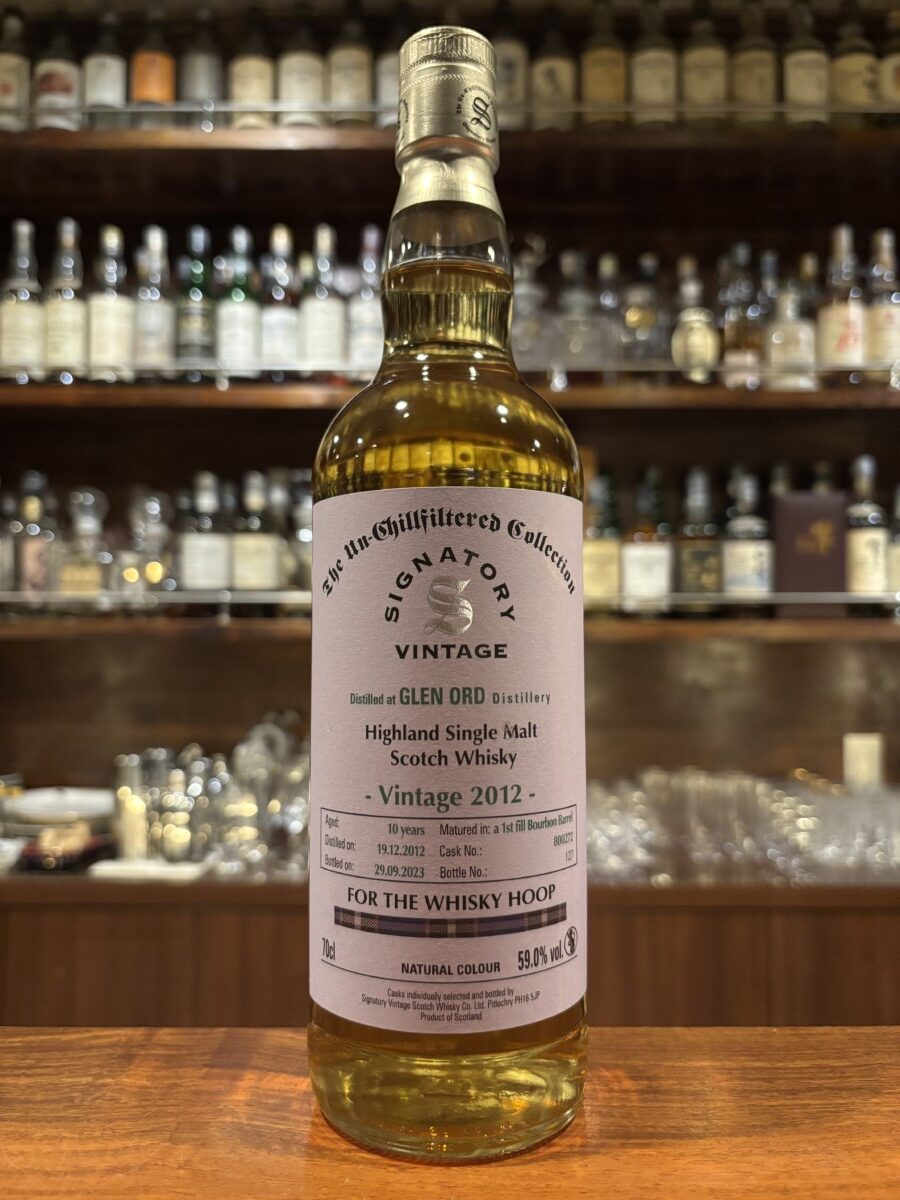 The Un-Chillfiltered Collection
SIGNATORY
S
VINTAGE
Distilled at GLEN ORD Distillery
Highland Single Malt
Scotch Whisky
- Vintage 2012 -
Aged: 10 years Matured in: a 1st fill Bourbon Barrel
Distilled on: 19.12.2012 Cask No.: 800272
Bottled on: 29.09.2023 Bottle No.: 127
FOR THE WHISKY HOOP
70cl NATURAL COLOUR 59.0% vol.
Casks individually selected and bottled by
Signatory Vintage Scotch Whisky Co. Ltd. Pitlochry PH16 5JP
Product of Scotland